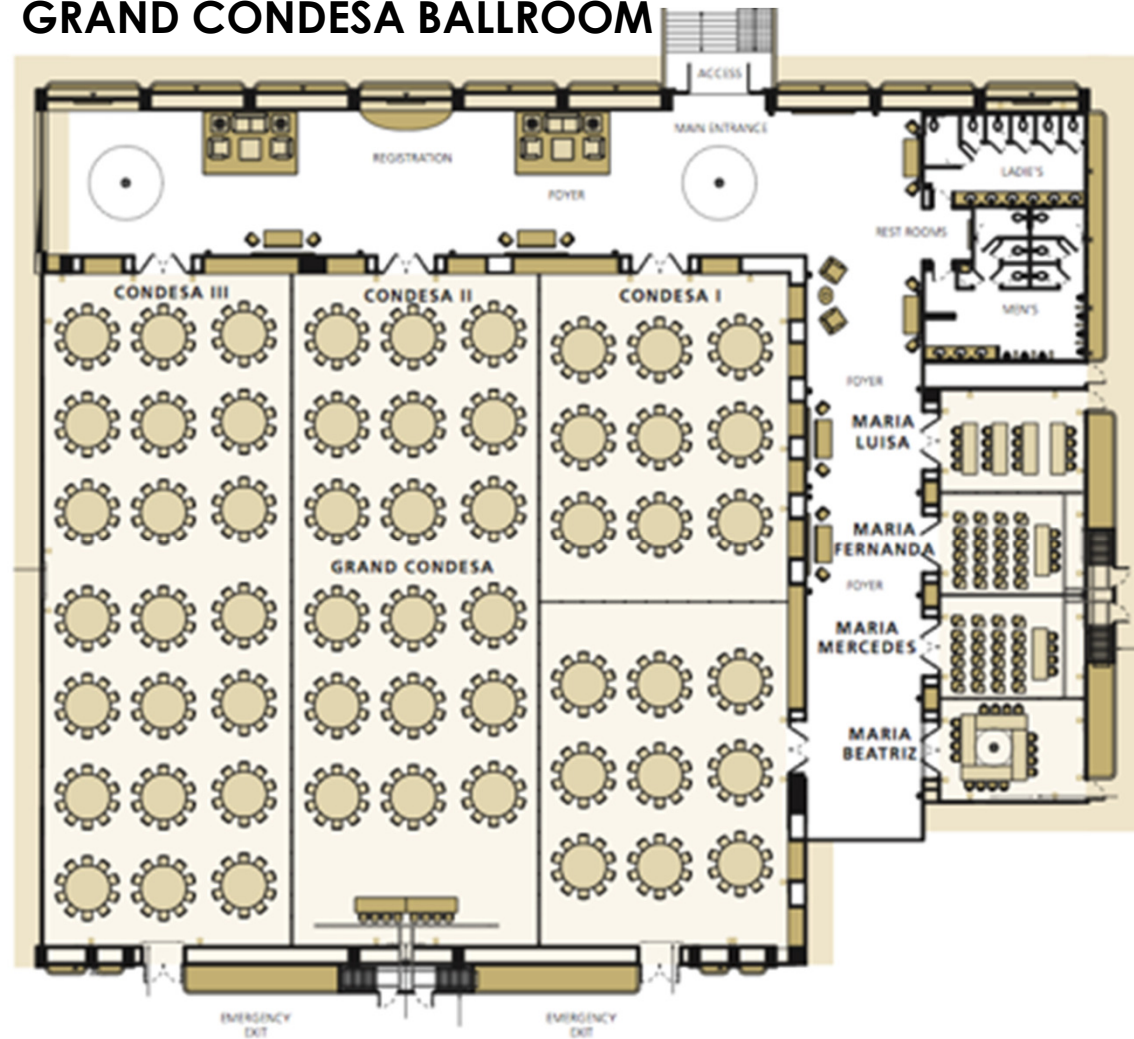 GRAND CONDESA BALLROOM
ACCESS
MAIN ENTRANCE
REGISTRATION
FOYER
LADIE'S
REST ROOMS
MEN'S
CONDESA III
CONDESA II
CONDESA I
FOYER
MARIA
LUISA
MARIA
FERNANDA
GRAND CONDESA
FOYER
MARIA
MERCEDES
MARIA
BEATRIZ
EMERGENCY
EXIT
EMERGENCY
EXIT